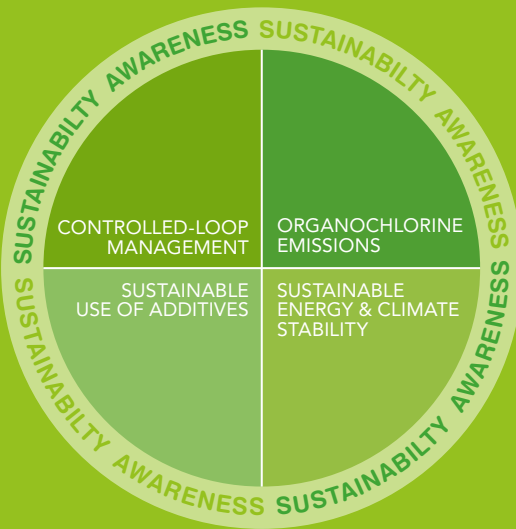 SUSTAINABILTY AWARENESS
SUSTAINABILTY AWARENESS
CONTROLLED-LOOP
MANAGEMENT
ORGANOCHLORINE
EMISSIONS
SUSTAINABLE
USE OF ADDITIVES
SUSTAINABLE
ENERGY & CLIMATE
STABILITY
SUSTAINABILTY AWARENESS
SUSTAINABILTY AWARENESS